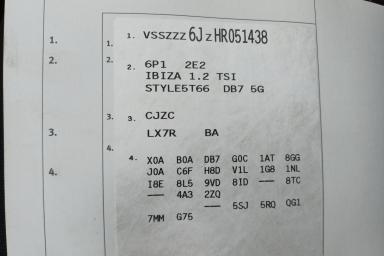 1. 1. 1. VSSZZZ6JZHR051438
2. 2. 2. 6P1 2E2
IBIZA 1.2 TSI
STYLE5T66 DB7 5G
3. 3. CJZC
3. LX7R BA
4.
4. 4. X0A B0A DB7 G0C 1AT 8GG
J0A C6F H8D V1L 1G8 1NL
I8E 8L5 9VD 8ID --- 8TC
--- 4A3 2ZQ
--- 5SJ 5RQ QG1
7MM G75